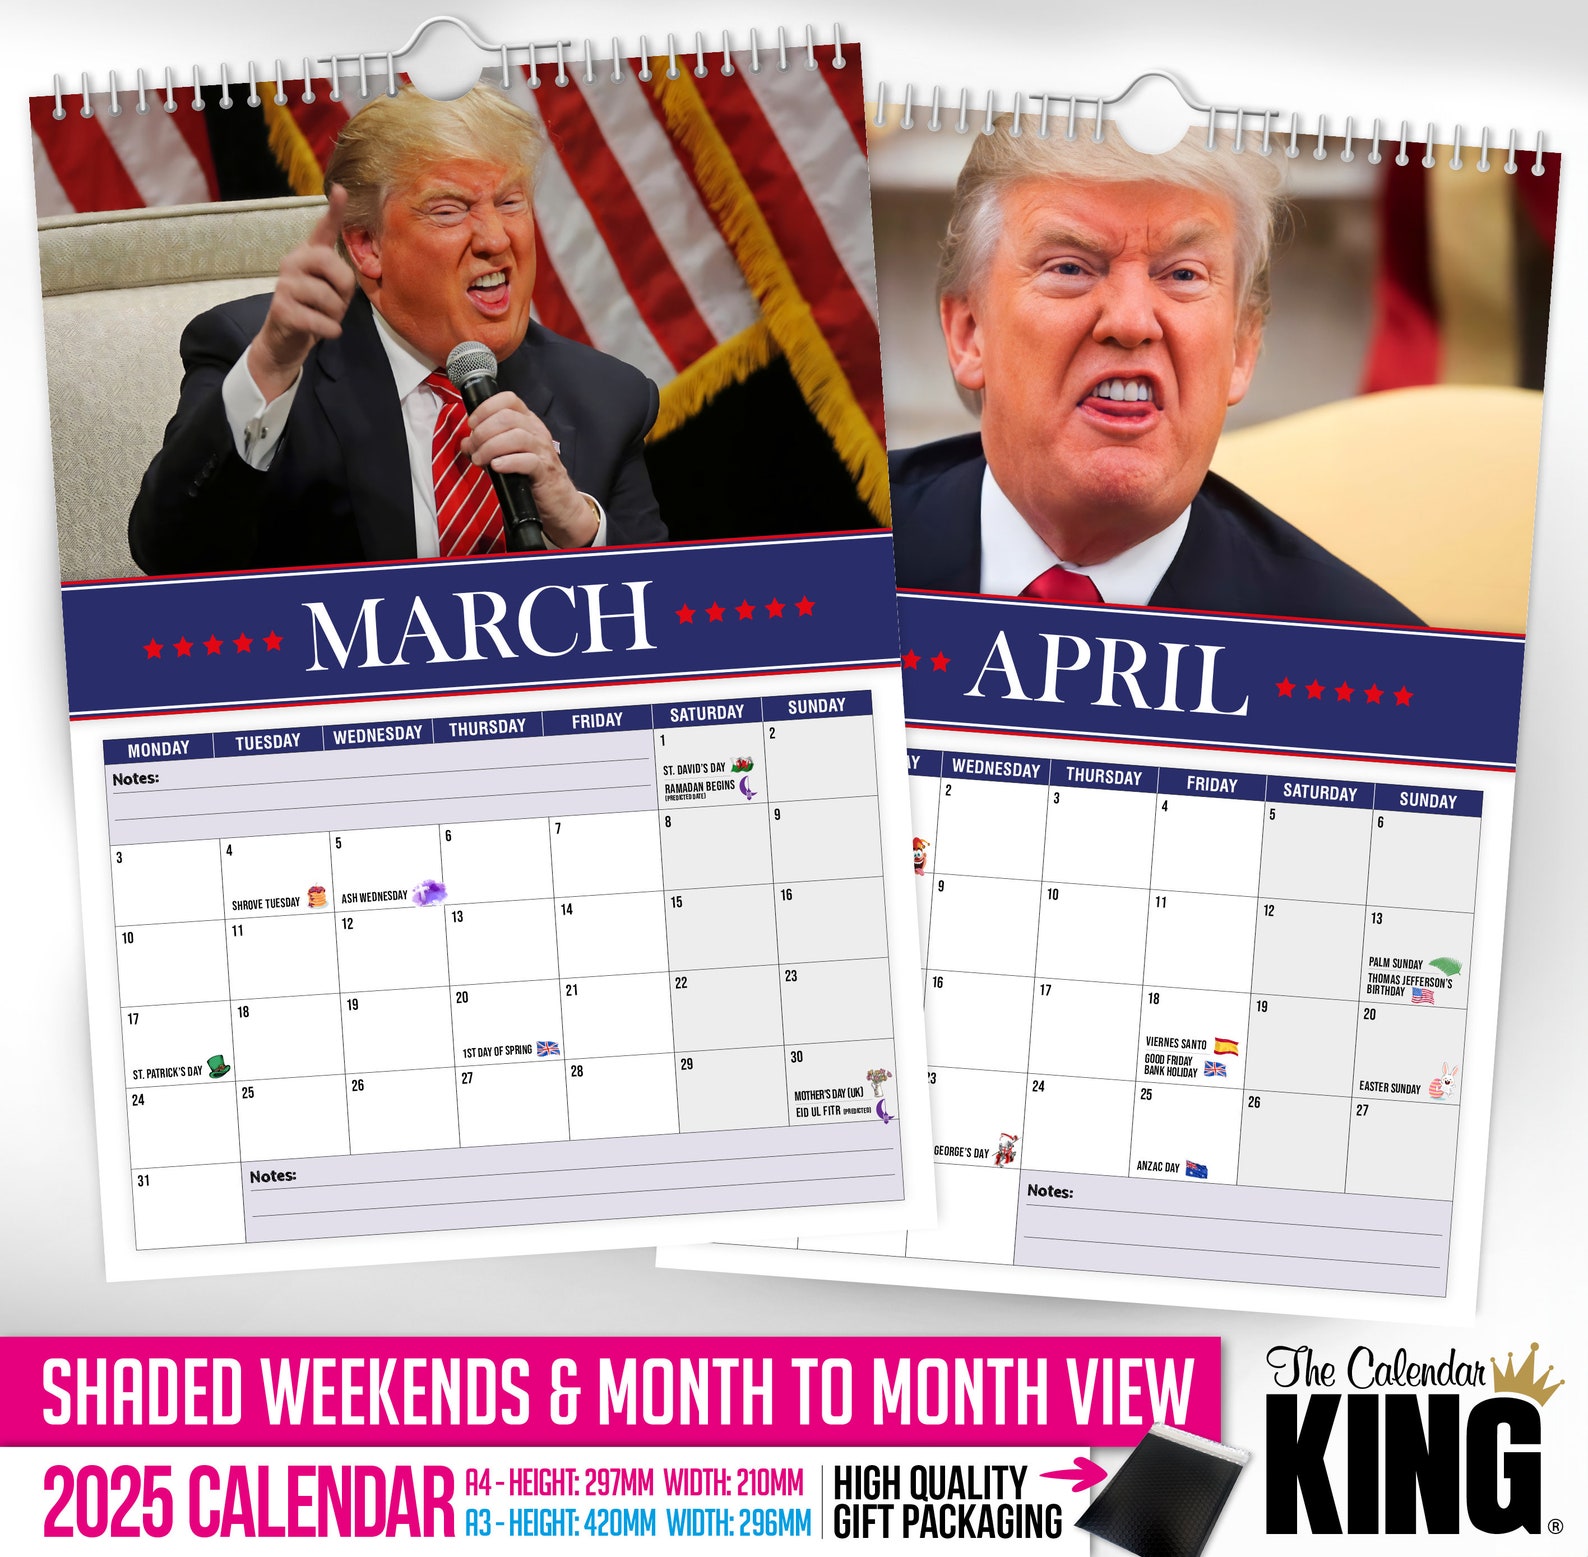 MARCH
MONDAY TUESDAY WEDNESDAY THURSDAY FRIDAY SATURDAY SUNDAY
Notes:
1
ST. DAVID'S DAY
RAMADAN BEGINS
(PREDICTED DATE)
2
3
4
SHROVE TUESDAY
5
ASH WEDNESDAY
6
7
8
9
10
11
12
13
14
15
16
17
ST. PATRICK'S DAY
18
19
20
1ST DAY OF SPRING
21
22
23
24
25
26
27
28
29
30
MOTHER'S DAY (UK)
EID UL FITR (PREDICTED)
31
Notes:
APRIL
AY WEDNESDAY THURSDAY FRIDAY SATURDAY SUNDAY
2
3
4
5
6
9
10
11
12
13
PALM SUNDAY
THOMAS JEFFERSON'S
BIRTHDAY
16
17
18
VIERNES SANTO
GOOD FRIDAY
BANK HOLIDAY
19
20
EASTER SUNDAY
23
GEORGE'S DAY
24
25
ANZAC DAY
26
27
Notes:
SHADED WEEKENDS & MONTH TO MONTH VIEW
2025 CALENDAR
A4 - HEIGHT: 297MM WIDTH: 210MM
A3 - HEIGHT: 420MM WIDTH: 296MM
HIGH QUALITY
GIFT PACKAGING
The Calendar
KING®